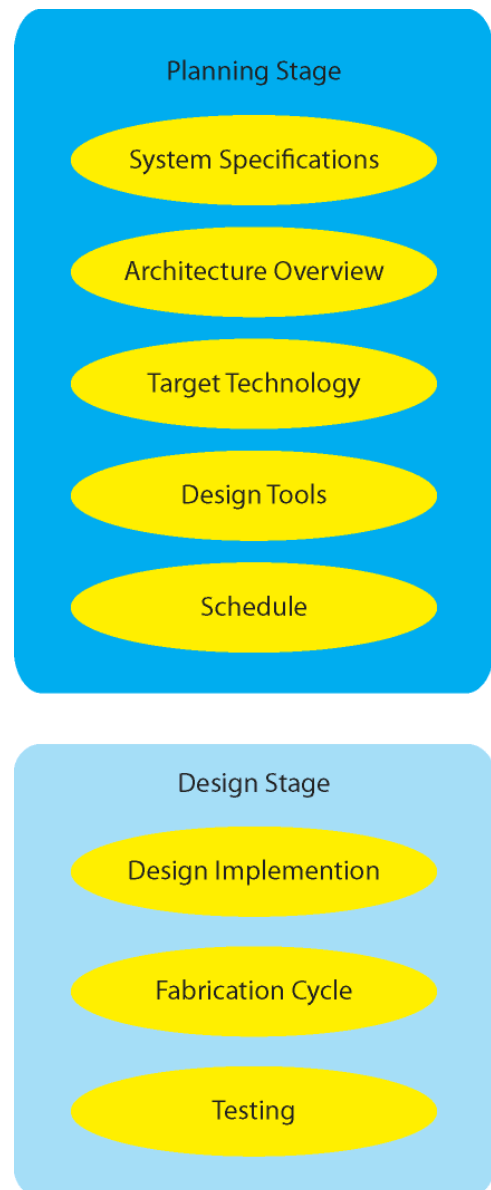 Planning Stage
System Specifications
Architecture Overview
Target Technology
Design Tools
Schedule
Design Stage
Design Implemention
Fabrication Cycle
Testing